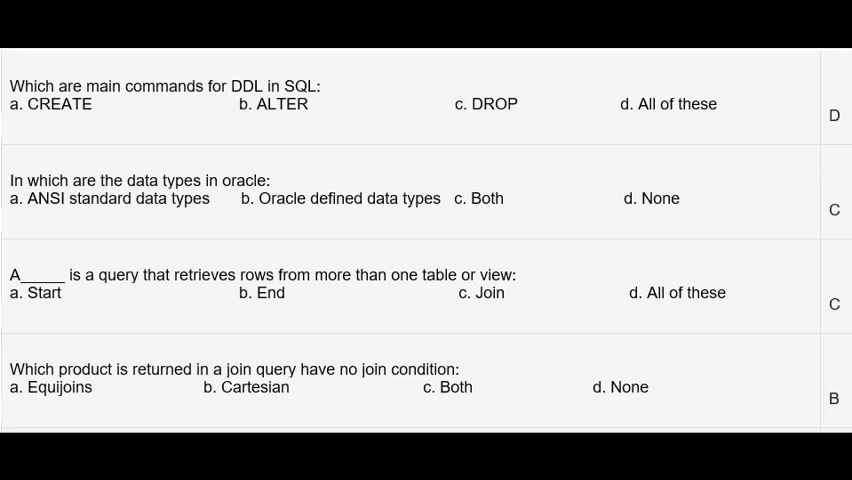 Which are main commands for DDL in SQL:
a. CREATE b. ALTER c. DROP d. All of these
D
In which are the data types in oracle:
a. ANSI standard data types b. Oracle defined data types c. Both d. None
C
A_____ is a query that retrieves rows from more than one table or view:
a. Start b. End c. Join d. All of these
C
Which product is returned in a join query have no join condition:
a. Equijoins b. Cartesian c. Both d. None
B